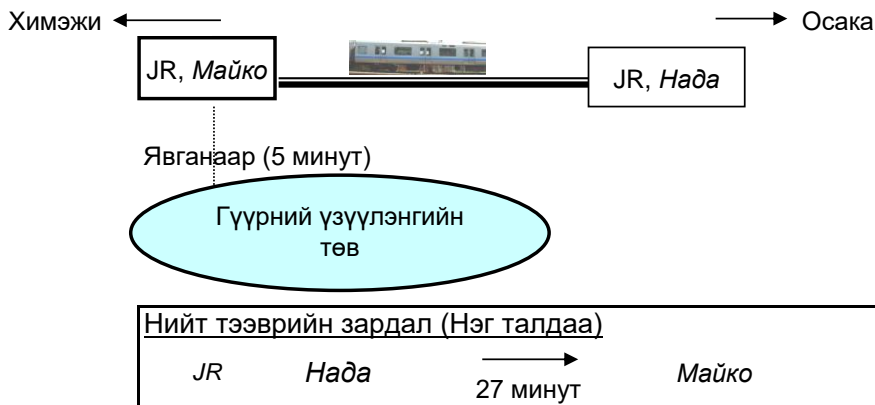 Химэжи
Осака
JR, Майко
JR, Нада
Явганаар (5 минут)
Гүүрний үзүүлэнгийн
төв
Нийт тээврийн зардал (Нэг талдаа)
JR Нада 27 минут Майко